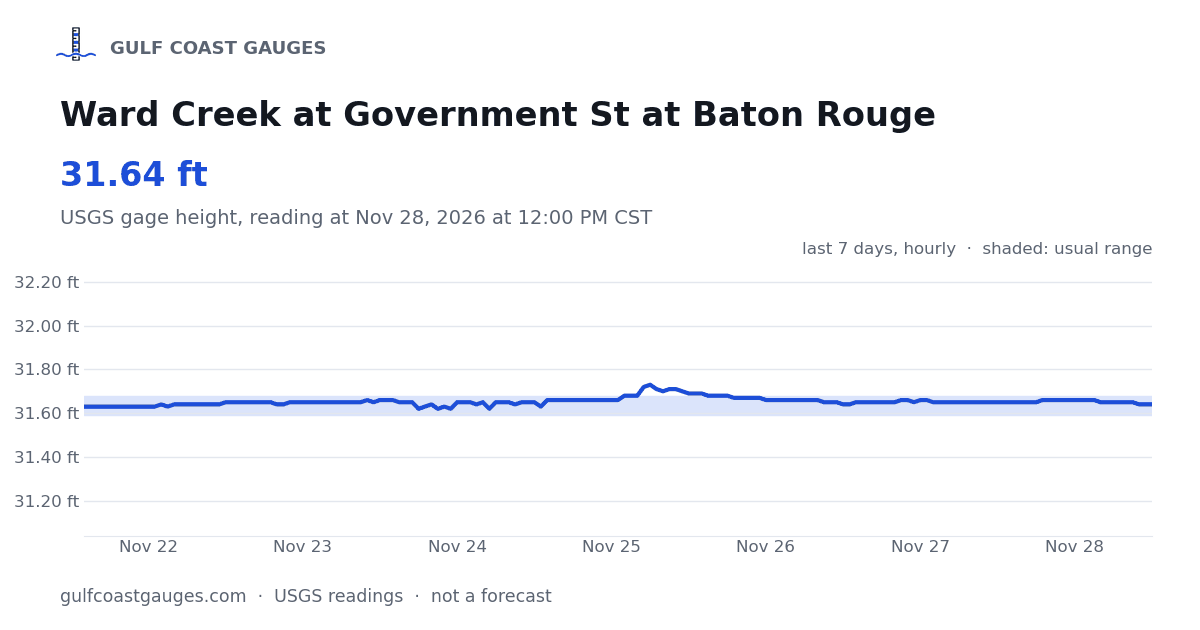 GULF COAST GAUGES
Ward Creek at Government St at Baton Rouge
31.64 ft
USGS gage height, reading at Nov 28, 2026 at 12:00 PM CST
last 7 days, hourly · shaded: usual range
32.20 ft
32.00 ft
31.80 ft
31.60 ft
31.40 ft
31.20 ft
Nov 22 Nov 23 Nov 24 Nov 25 Nov 26 Nov 27 Nov 28
gulfcoastgauges.com · USGS readings · not a forecast